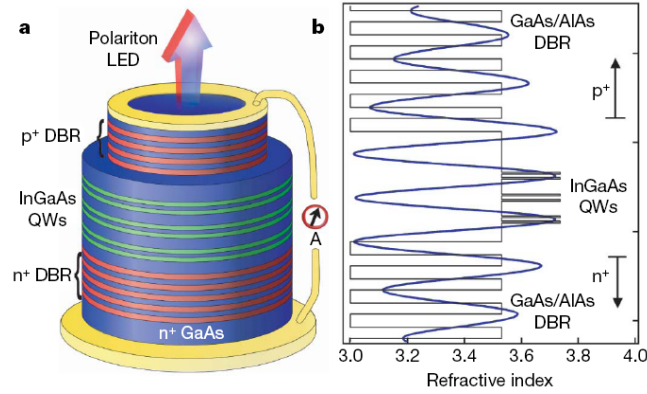 a
Polariton
LED
p⁺ DBR
InGaAs
QWs
n⁺ DBR
n⁺ GaAs
A
b
GaAs/AlAs
DBR
p⁺
InGaAs
QWs
n⁺
GaAs/AlAs
DBR
3.0 3.2 3.4 3.6 3.8 4.0
Refractive index